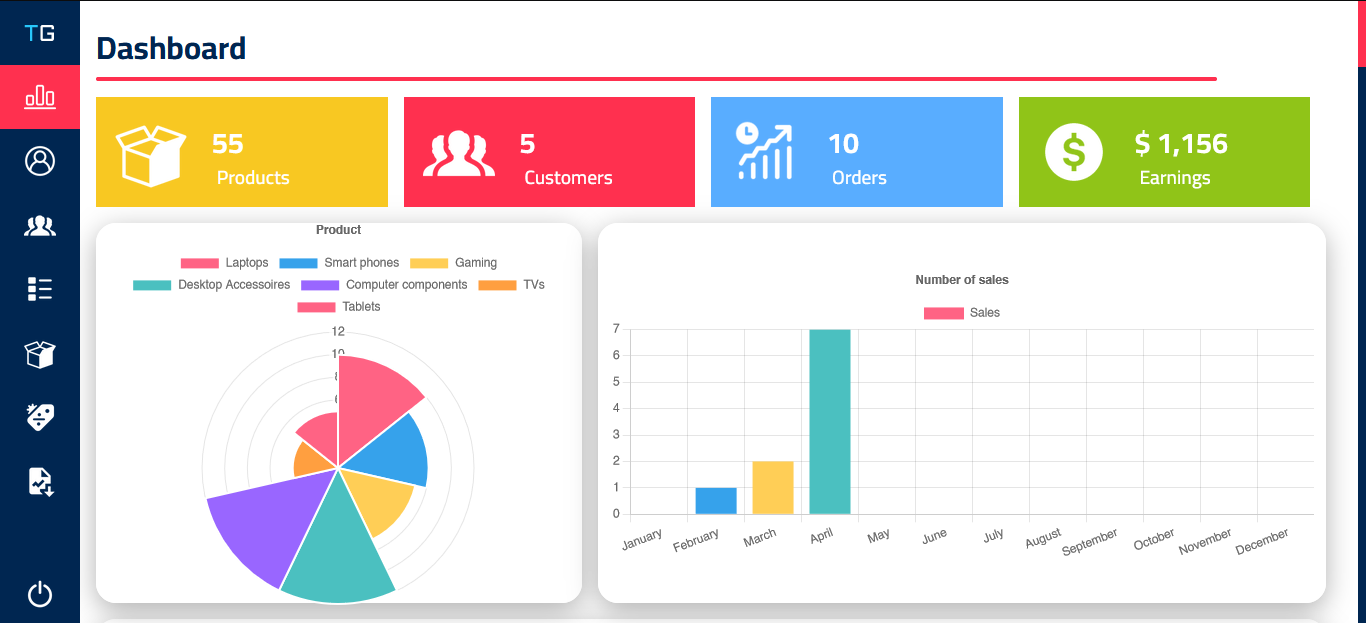 TG
Dashboard
55
Products
5
Customers
10
Orders
$ 1,156
Earnings
Product
Laptops Smart phones Gaming
Desktop Accessoires Computer components TVs
Tablets
12
10
8
6
Number of sales
Sales
7
6
5
4
3
2
1
0
January February March April May June July August September October November December